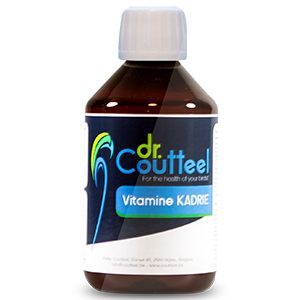 dr.
Coutteel
For the health of your birds!
Vitamine KADRIE